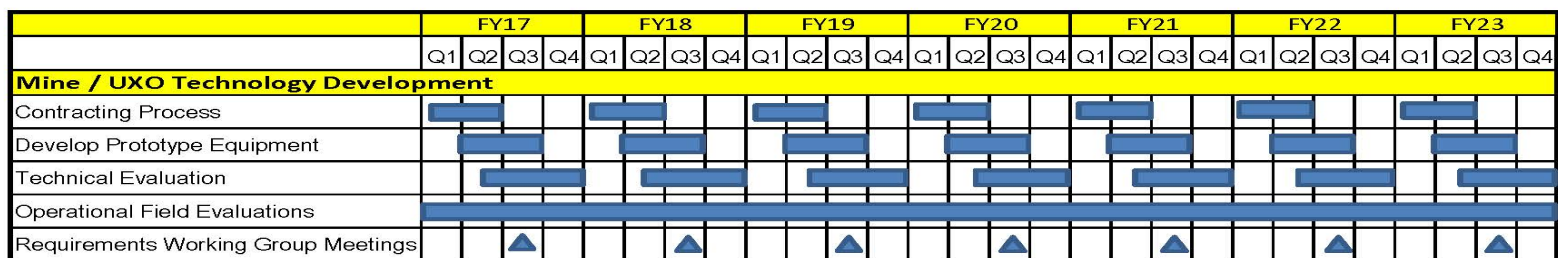 FY17 FY18 FY19 FY20 FY21 FY22 FY23
Q1 Q2 Q3 Q4 Q1 Q2 Q3 Q4 Q1 Q2 Q3 Q4 Q1 Q2 Q3 Q4 Q1 Q2 Q3 Q4 Q1 Q2 Q3 Q4 Q1 Q2 Q3 Q4
Mine / UXO Technology Development
Contracting Process
Develop Prototype Equipment
Technical Evaluation
Operational Field Evaluations
Requirements Working Group Meetings